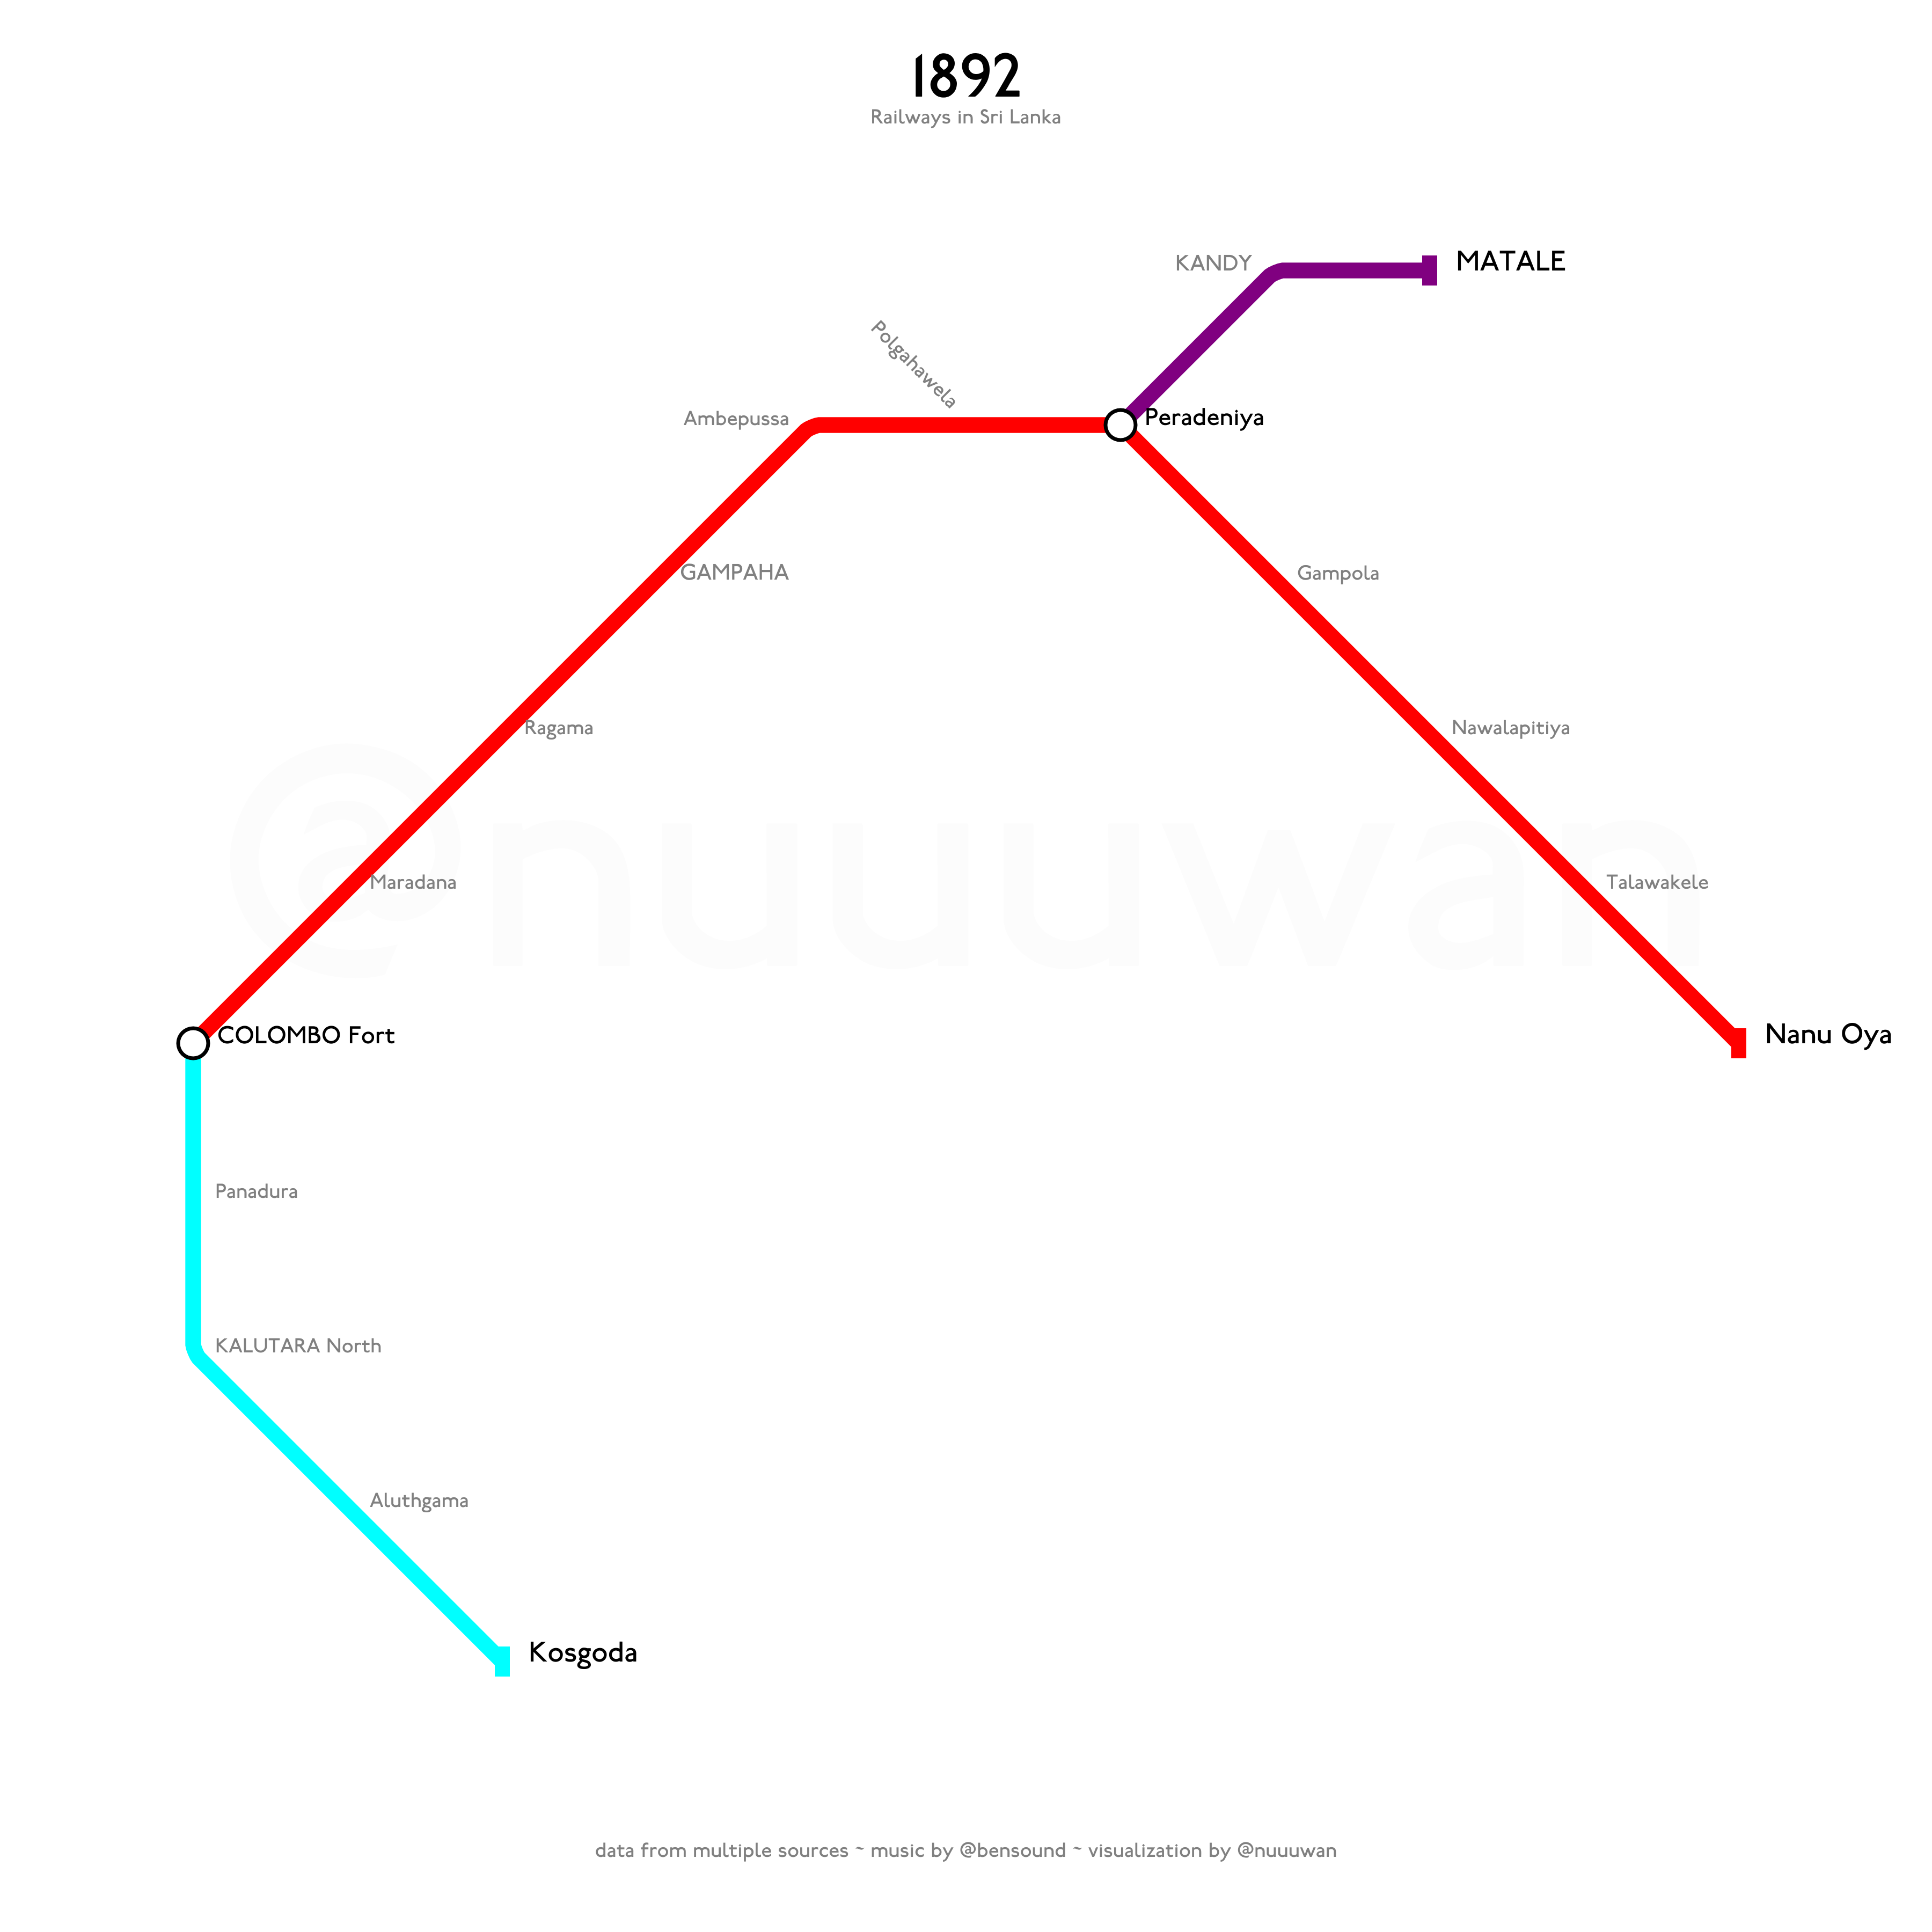 1892
Railways in Sri Lanka
KANDY
MATALE
Polgahawela
Ambepussa
Peradeniya
GAMPAHA
Gampola
Ragama
Nawalapitiya
@nuuuwan
Maradana
Talawakele
COLOMBO Fort
Nanu Oya
Panadura
KALUTARA North
Aluthgama
Kosgoda
data from multiple sources ~ music by @bensound ~ visualization by @nuuuwan